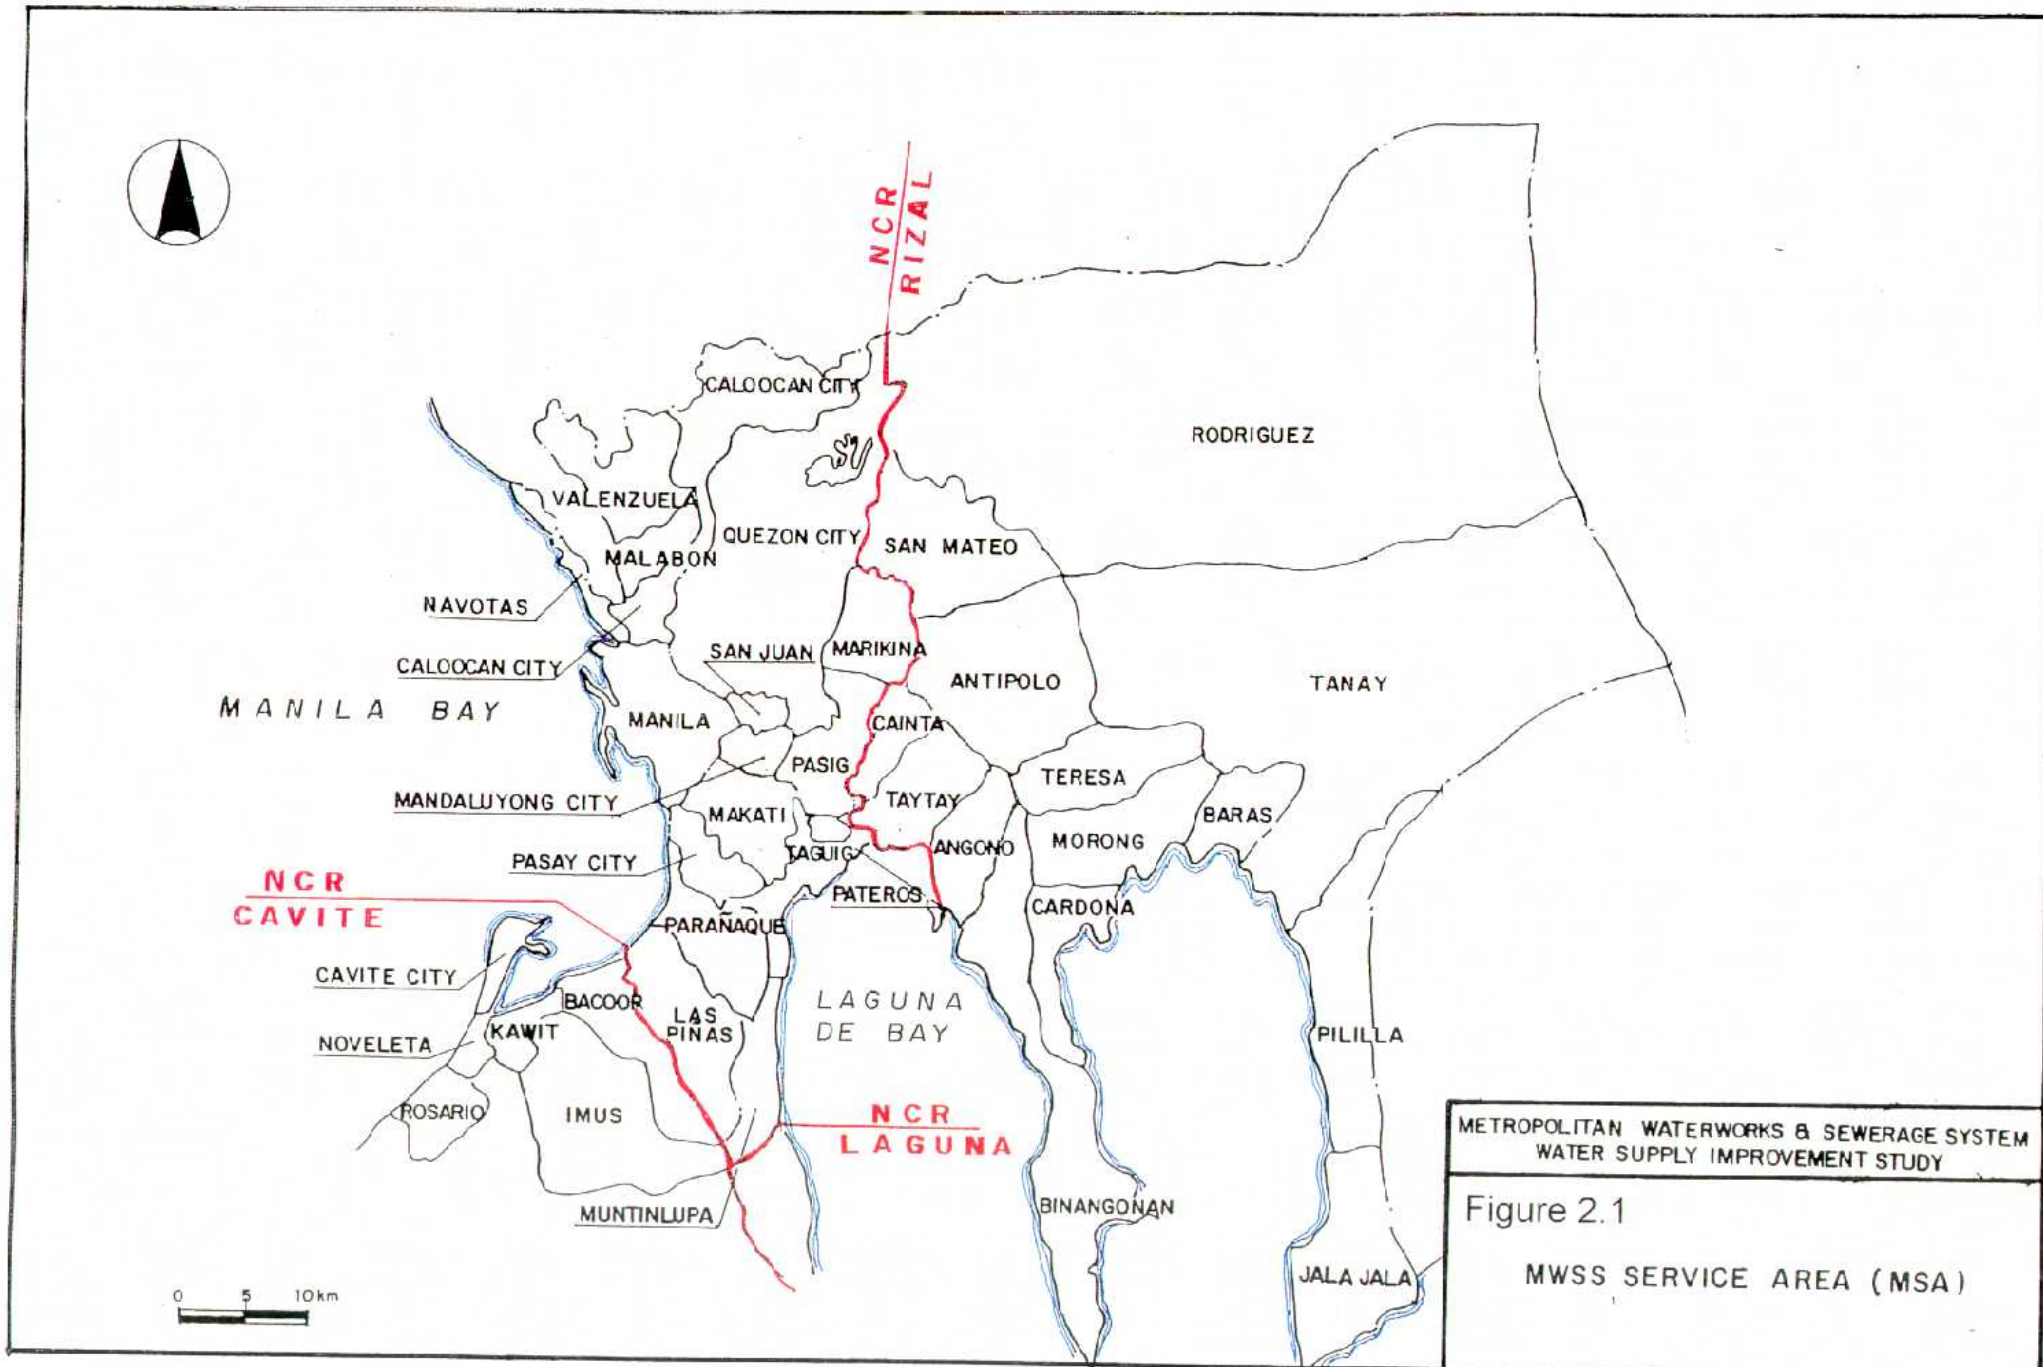 NCR
RIZAL
CALOOCAN CITY
RODRIGUEZ
VALENZUELA
QUEZON CITY
SAN MATEO
MALABON
NAVOTAS
SAN JUAN
MARIKINA
CALOOCAN CITY
ANTIPOLO
TANAY
MANILA BAY
MANILA
CAINTA
PASIG
TERESA
MANDALUYONG CITY
TAYTAY
MAKATI
BARAS
MORONG
ANGONO
TAGUIG
PASAY CITY
NCR
CAVITE
PATEROS
CARDONA
PARAÑAQUE
CAVITE CITY
BACOOR
LAGUNA
DE BAY
LAS
PINAS
KAWIT
NOVELETA
PILILLA
ROSARIO
IMUS
NCR
LAGUNA
MUNTINLUPA
BINANGONAN
JALA JALA
0 5 10km
METROPOLITAN WATERWORKS & SEWERAGE SYSTEM
WATER SUPPLY IMPROVEMENT STUDY
Figure 2.1
MWSS SERVICE AREA (MSA)